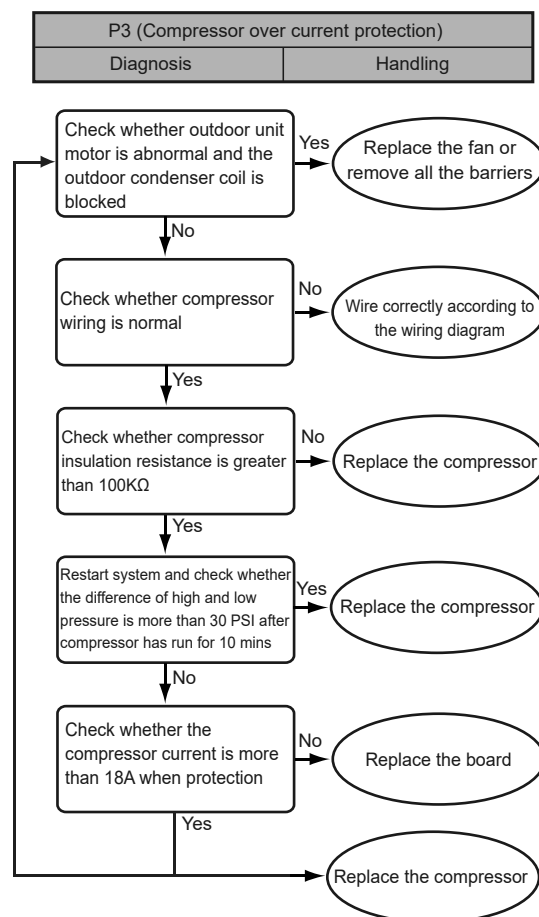 P3 (Compressor over current protection)
Diagnosis
Handling
Check whether outdoor unit
motor is abnormal and the
outdoor condenser coil is
blocked
Yes
Replace the fan or
remove all the barriers
No
Check whether compressor
wiring is normal
No
Wire correctly according to
the wiring diagram
Yes
Check whether compressor
insulation resistance is greater
than 100KΩ
No
Replace the compressor
Yes
Restart system and check whether
the difference of high and low
pressure is more than 30 PSI after
compressor has run for 10 mins
Yes
Replace the compressor
No
Check whether the
compressor current is more
than 18A when protection
No
Replace the board
Yes
Replace the compressor